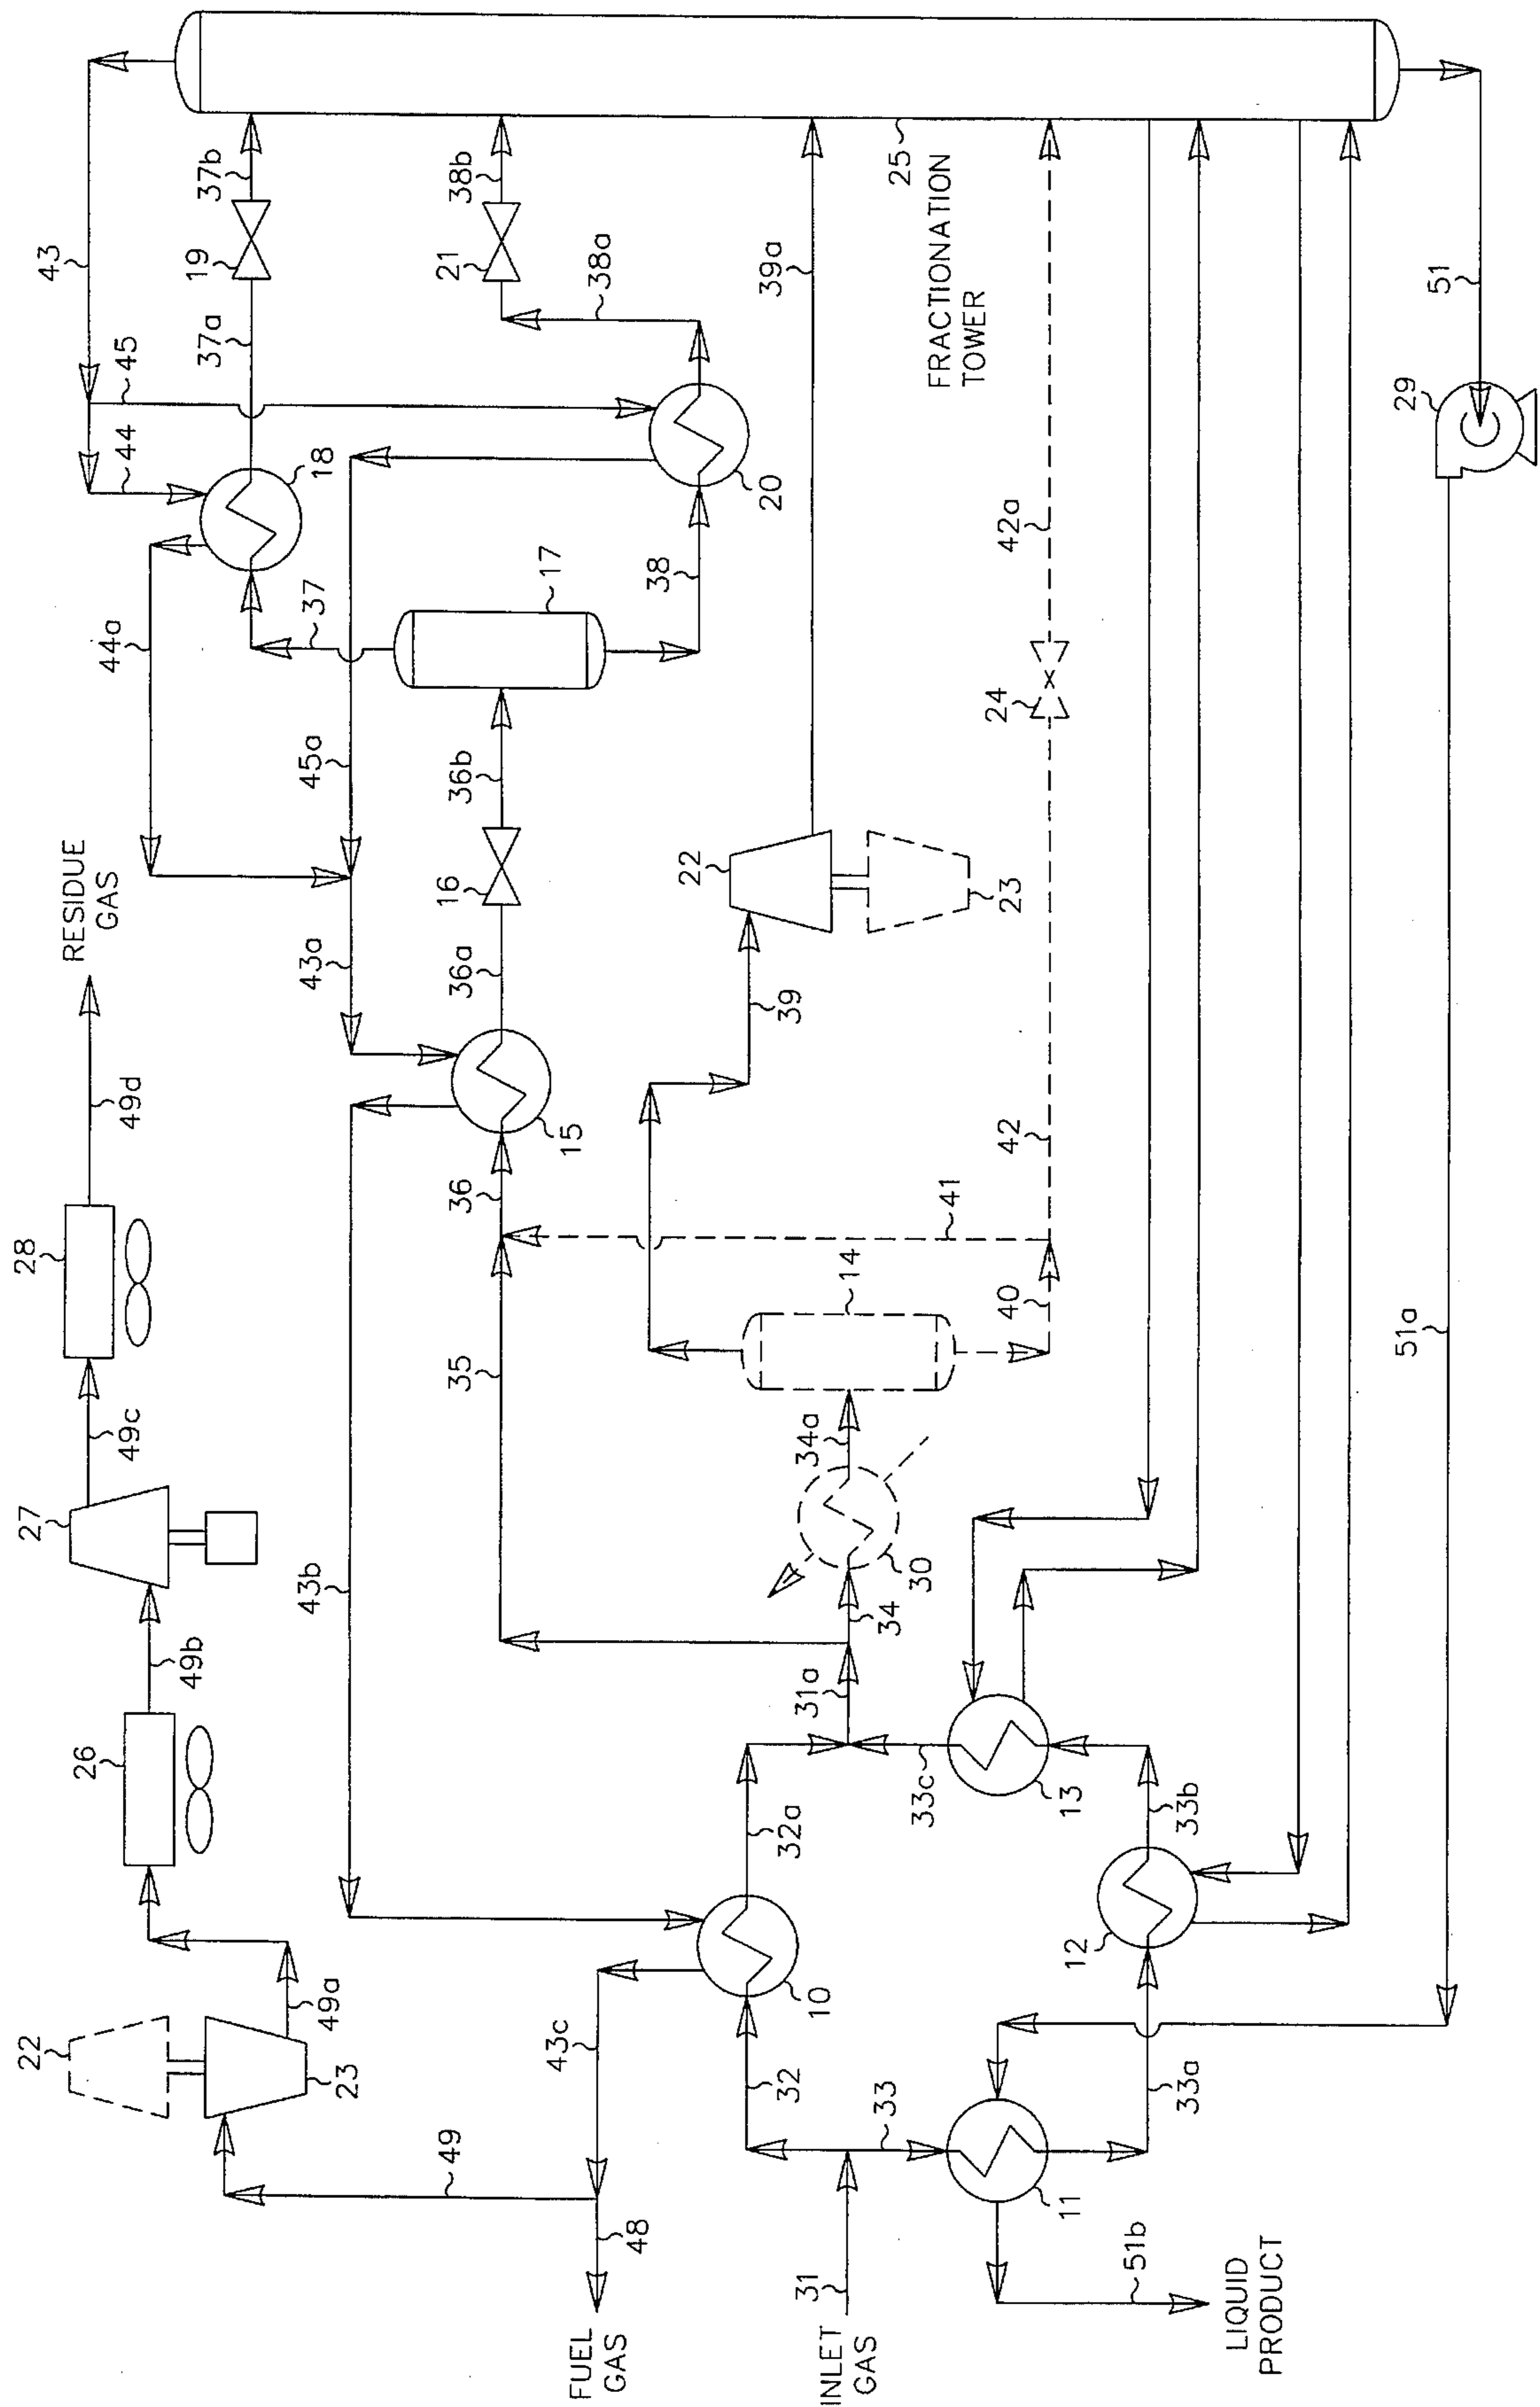 RESIDUE
GAS
22
26
27
28
49a
49b
49c
49d
23
49
43
44
45
37a
19
37b
44a
18
37
45a
43a
43b
38b
21
38a
20
38
17
36b
16
36a
15
36
35
39a
22
23
39
43c
48
FUEL
GAS
10
32
32a
31a
34
30
34a
14
41
40
42
24
42a
25
FRACTIONATION
TOWER
INLET
GAS
31
33
11
33a
12
33b
13
33c
51b
LIQUID
PRODUCT
51a
29
51